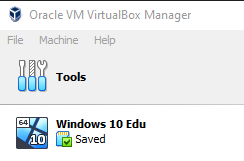 Oracle VM VirtualBox Manager
File Machine Help
Tools
64
10
Windows 10 Edu
Saved